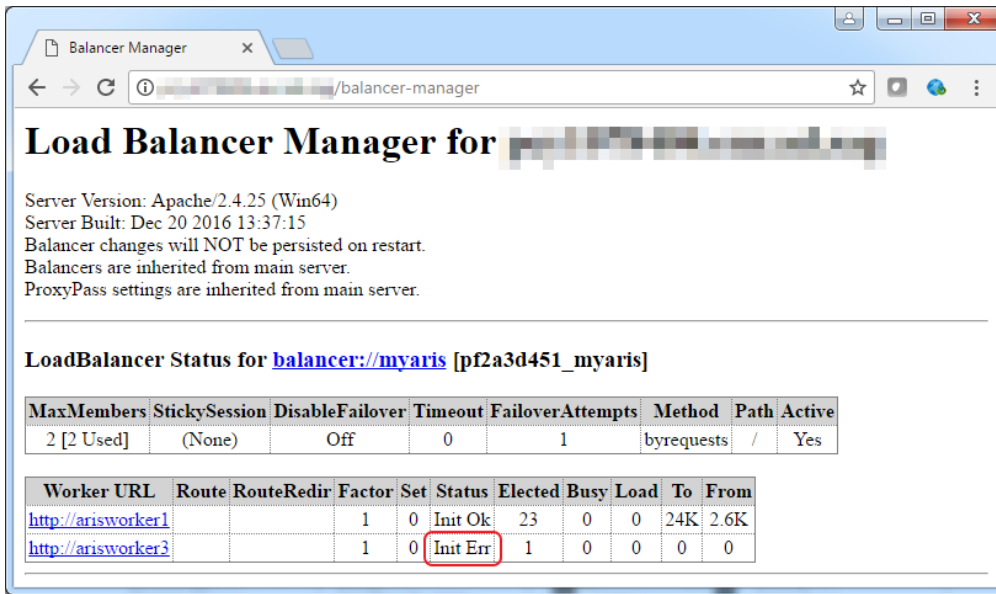 Balancer Manager
/balancer-manager
Load Balancer Manager for
Server Version: Apache/2.4.25 (Win64)
Server Built: Dec 20 2016 13:37:15
Balancer changes will NOT be persisted on restart.
Balancers are inherited from main server.
ProxyPass settings are inherited from main server.
LoadBalancer Status for balancer://myaris [pf2a3d451_myaris]
MaxMembers StickySession DisableFailover Timeout FailoverAttempts Method Path Active
2 [2 Used] (None) Off 0 1 byrequests / Yes
Worker URL Route RouteRedir Factor Set Status Elected Busy Load To From
http://arisworker1 1 0 Init Ok 23 0 0 24K 2.6K
http://arisworker3 1 0 Init Err 1 0 0 0 0